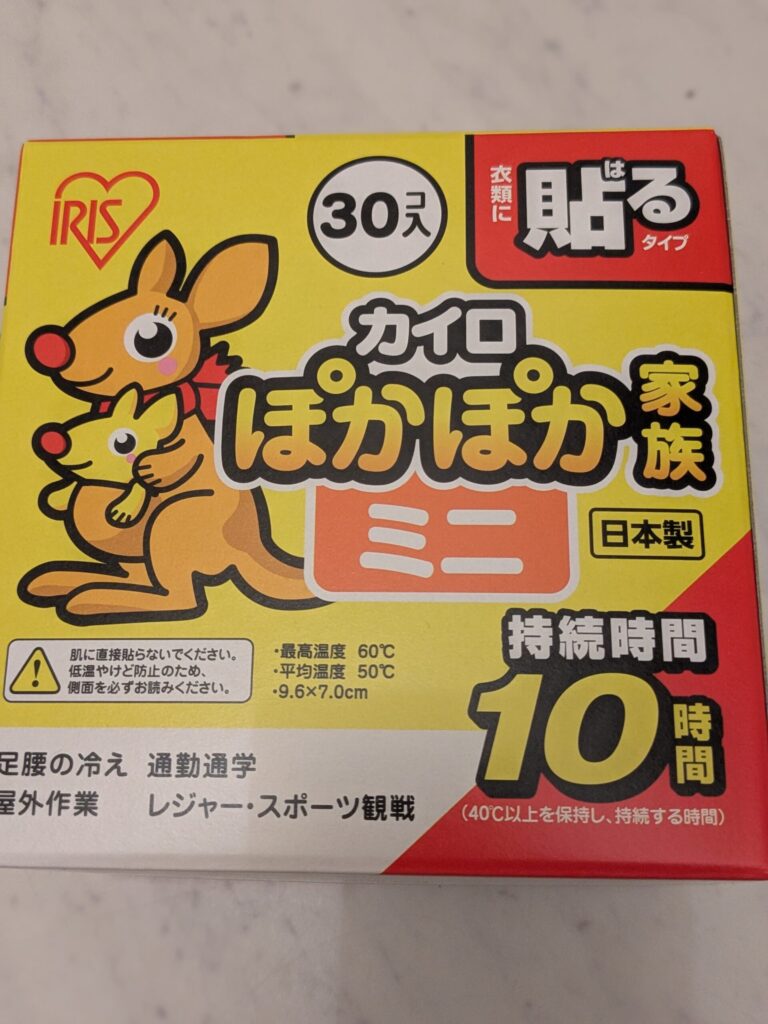 IRIS
30コ入
衣類に
貼る
は
タイプ
カイロ
ぽかぽか
家族
ミニ
日本製
肌に直接貼らないでください。
低温やけど防止のため、
側面を必ずお読みください。
・最高温度 60℃
・平均温度 50℃
・9.6×7.0cm
持続時間
10時間
(40℃以上を保持し、持続する時間)
足腰の冷え 通勤通学
屋外作業 レジャー・スポーツ観戦